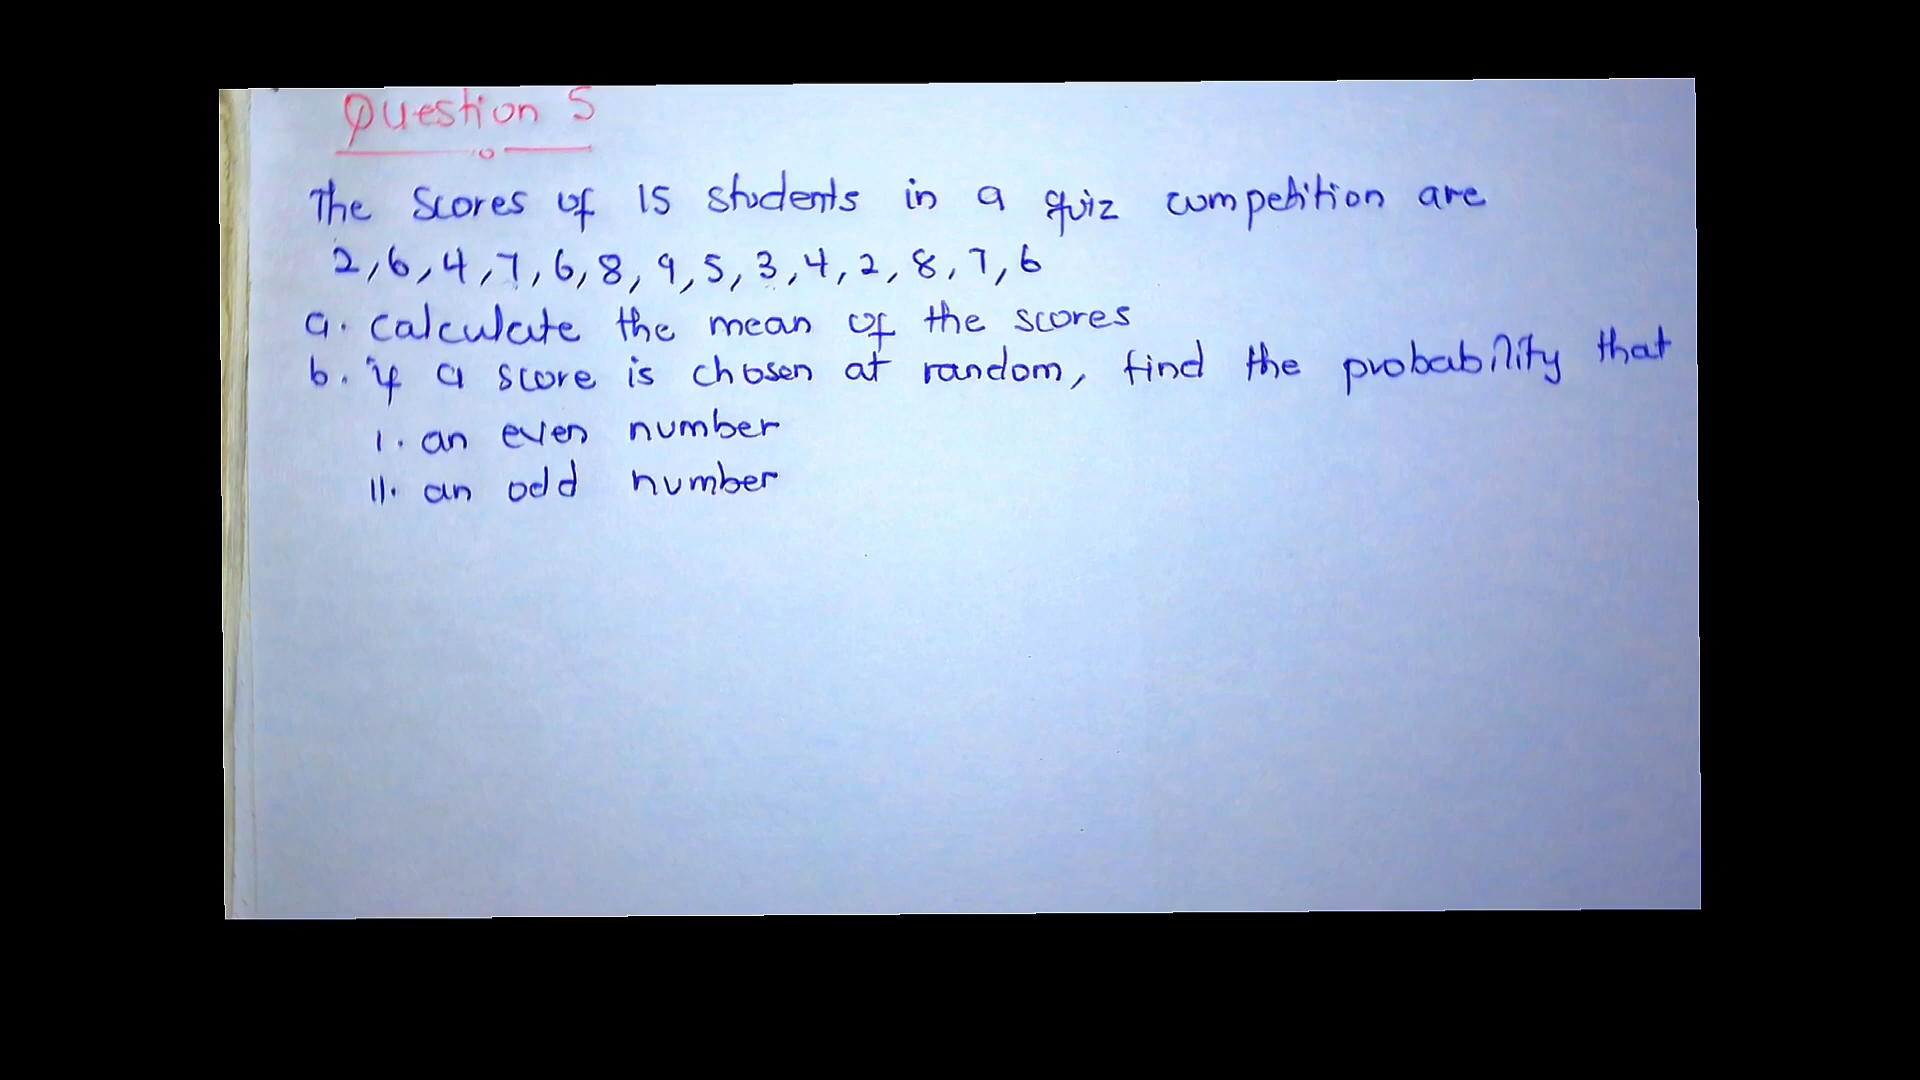 Question 5
The scores of 15 students in a quiz competition are
2, 6, 4, 7, 6, 8, 9, 5, 3, 4, 2, 8, 7, 6
a. calculate the mean of the scores
b. if a score is chosen at random, find the probability that
i. an even number
ii. an odd number